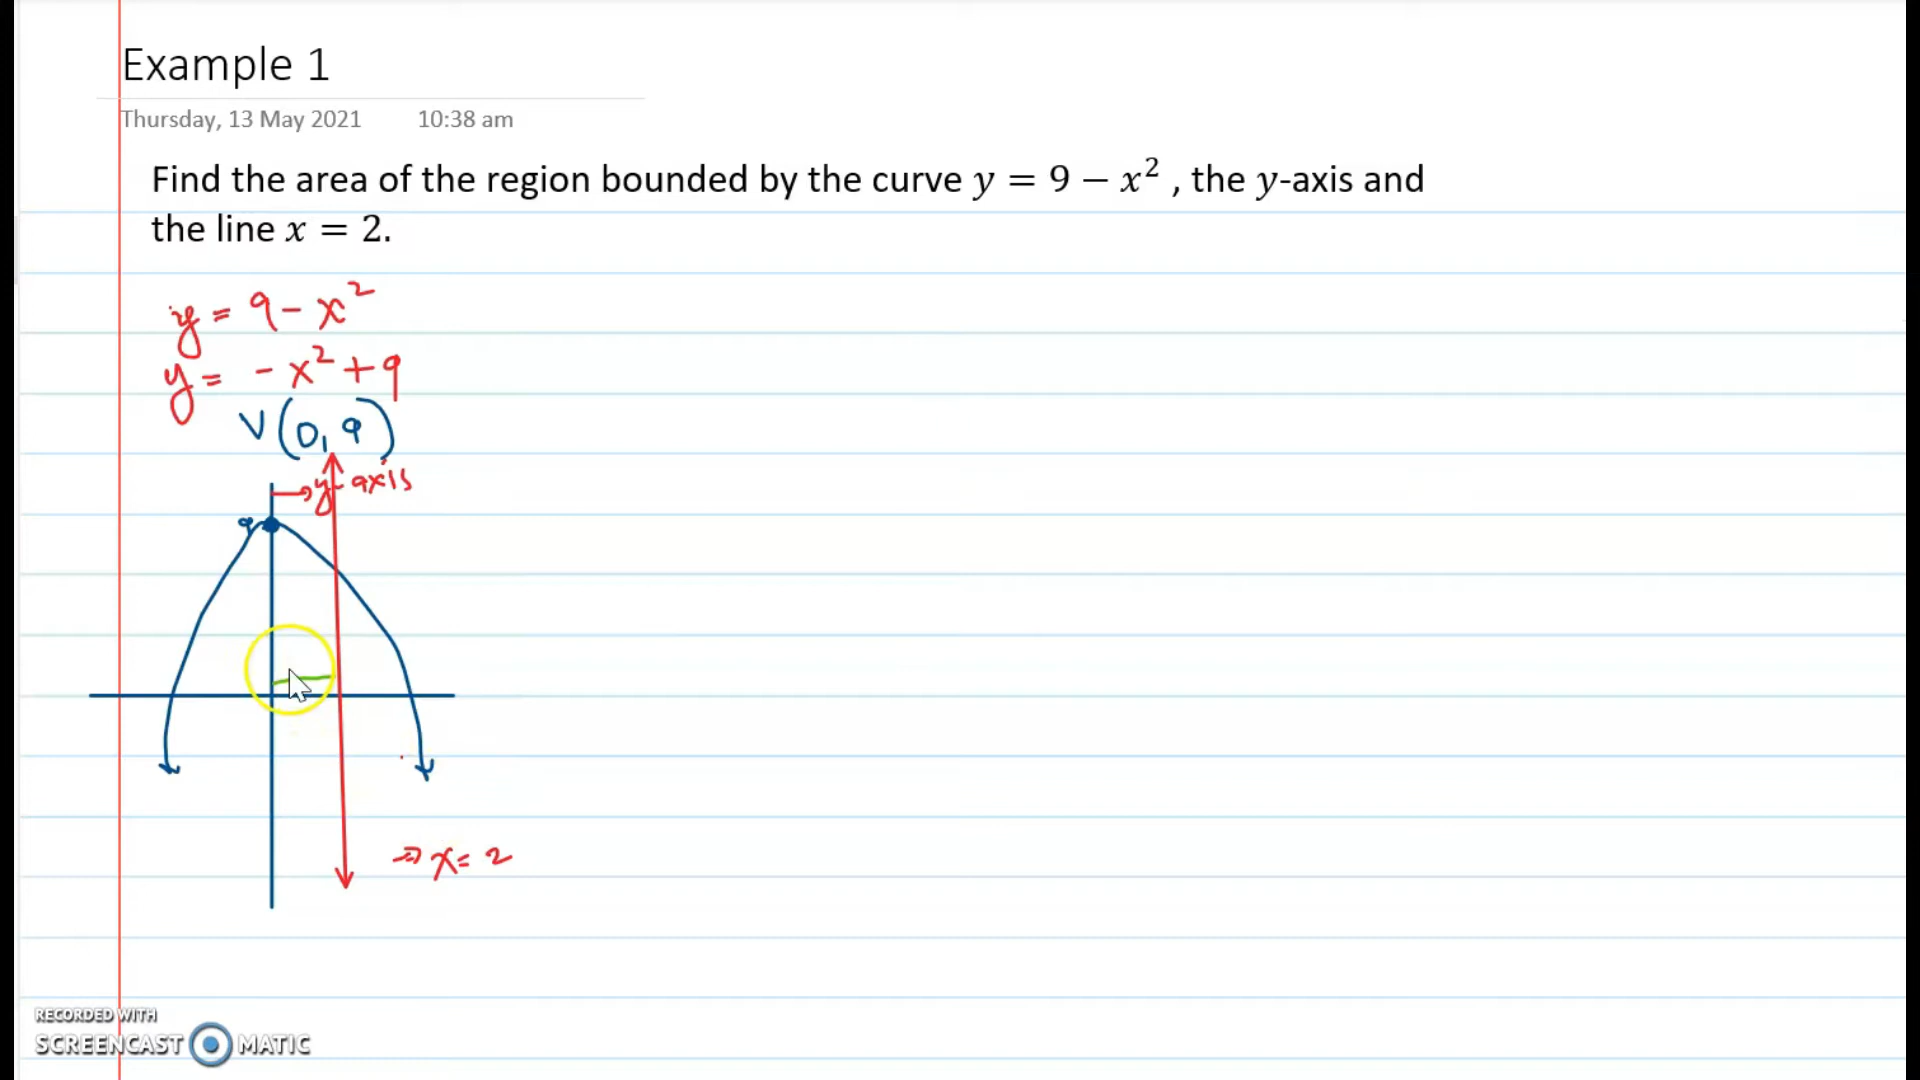 Example 1
Thursday, 13 May 2021 10:38 am
Find the area of the region bounded by the curve y = 9 − x² , the y-axis and
the line x = 2.
y = 9 − x²
y = − x² + 9
V (0, 9)
→ y-axis
9
→ x = 2
RECORDED WITH
SCREENCAST MATIC